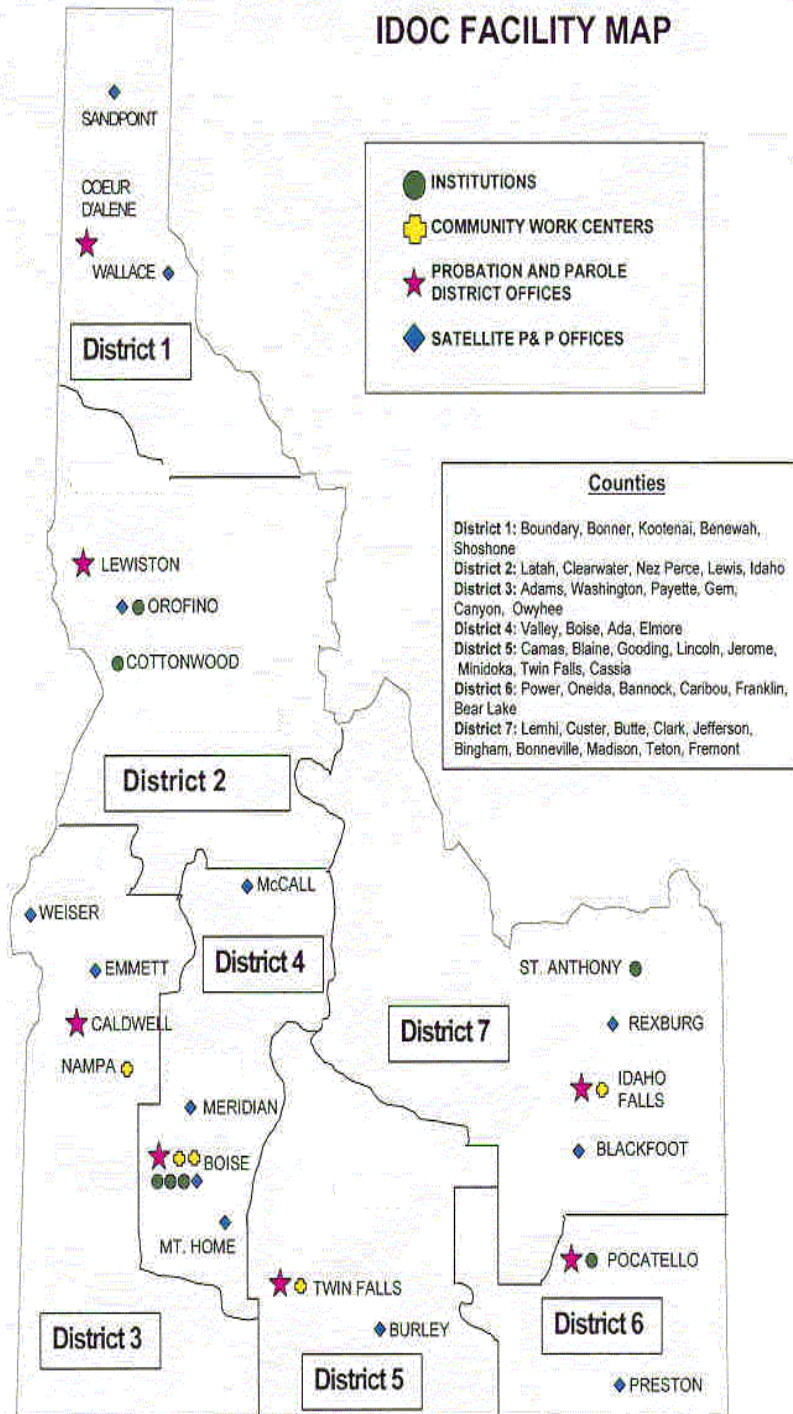 IDOC FACILITY MAP
SANDPOINT
COEUR
D'ALENE
WALLACE
District 1
INSTITUTIONS
COMMUNITY WORK CENTERS
PROBATION AND PAROLE
DISTRICT OFFICES
SATELLITE P& P OFFICES
Counties
District 1: Boundary, Bonner, Kootenai, Benewah,
Shoshone
District 2: Latah, Clearwater, Nez Perce, Lewis, Idaho
District 3: Adams, Washington, Payette, Gem,
Canyon, Owyhee
District 4: Valley, Boise, Ada, Elmore
District 5: Camas, Blaine, Gooding, Lincoln, Jerome,
Minidoka, Twin Falls, Cassia
District 6: Power, Oneida, Bannock, Caribou, Franklin,
Bear Lake
District 7: Lemhi, Custer, Butte, Clark, Jefferson,
Bingham, Bonneville, Madison, Teton, Fremont
LEWISTON
OROFINO
COTTONWOOD
District 2
McCALL
WEISER
District 4
EMMETT
ST. ANTHONY
CALDWELL
District 7
REXBURG
NAMPA
IDAHO
FALLS
MERIDIAN
BLACKFOOT
BOISE
MT. HOME
POCATELLO
TWIN FALLS
District 3
BURLEY
District 6
District 5
PRESTON